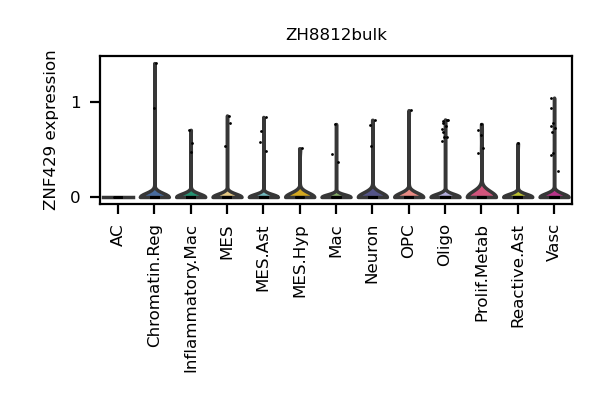 ZH8812bulk
ZNF429 expression
1
0
AC
Chromatin.Reg
Inflammatory.Mac
MES
MES.Ast
MES.Hyp
Mac
Neuron
OPC
Oligo
Prolif.Metab
Reactive.Ast
Vasc